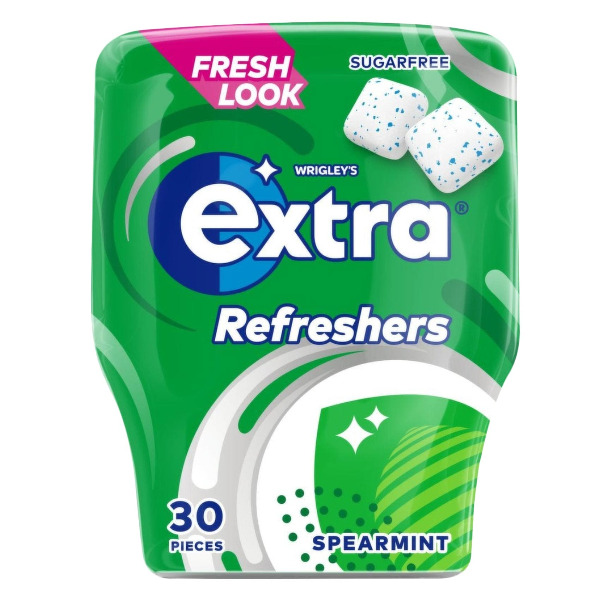 FRESH
LOOK
SUGARFREE
WRIGLEY'S
extra®
Refreshers
30
PIECES
SPEARMINT